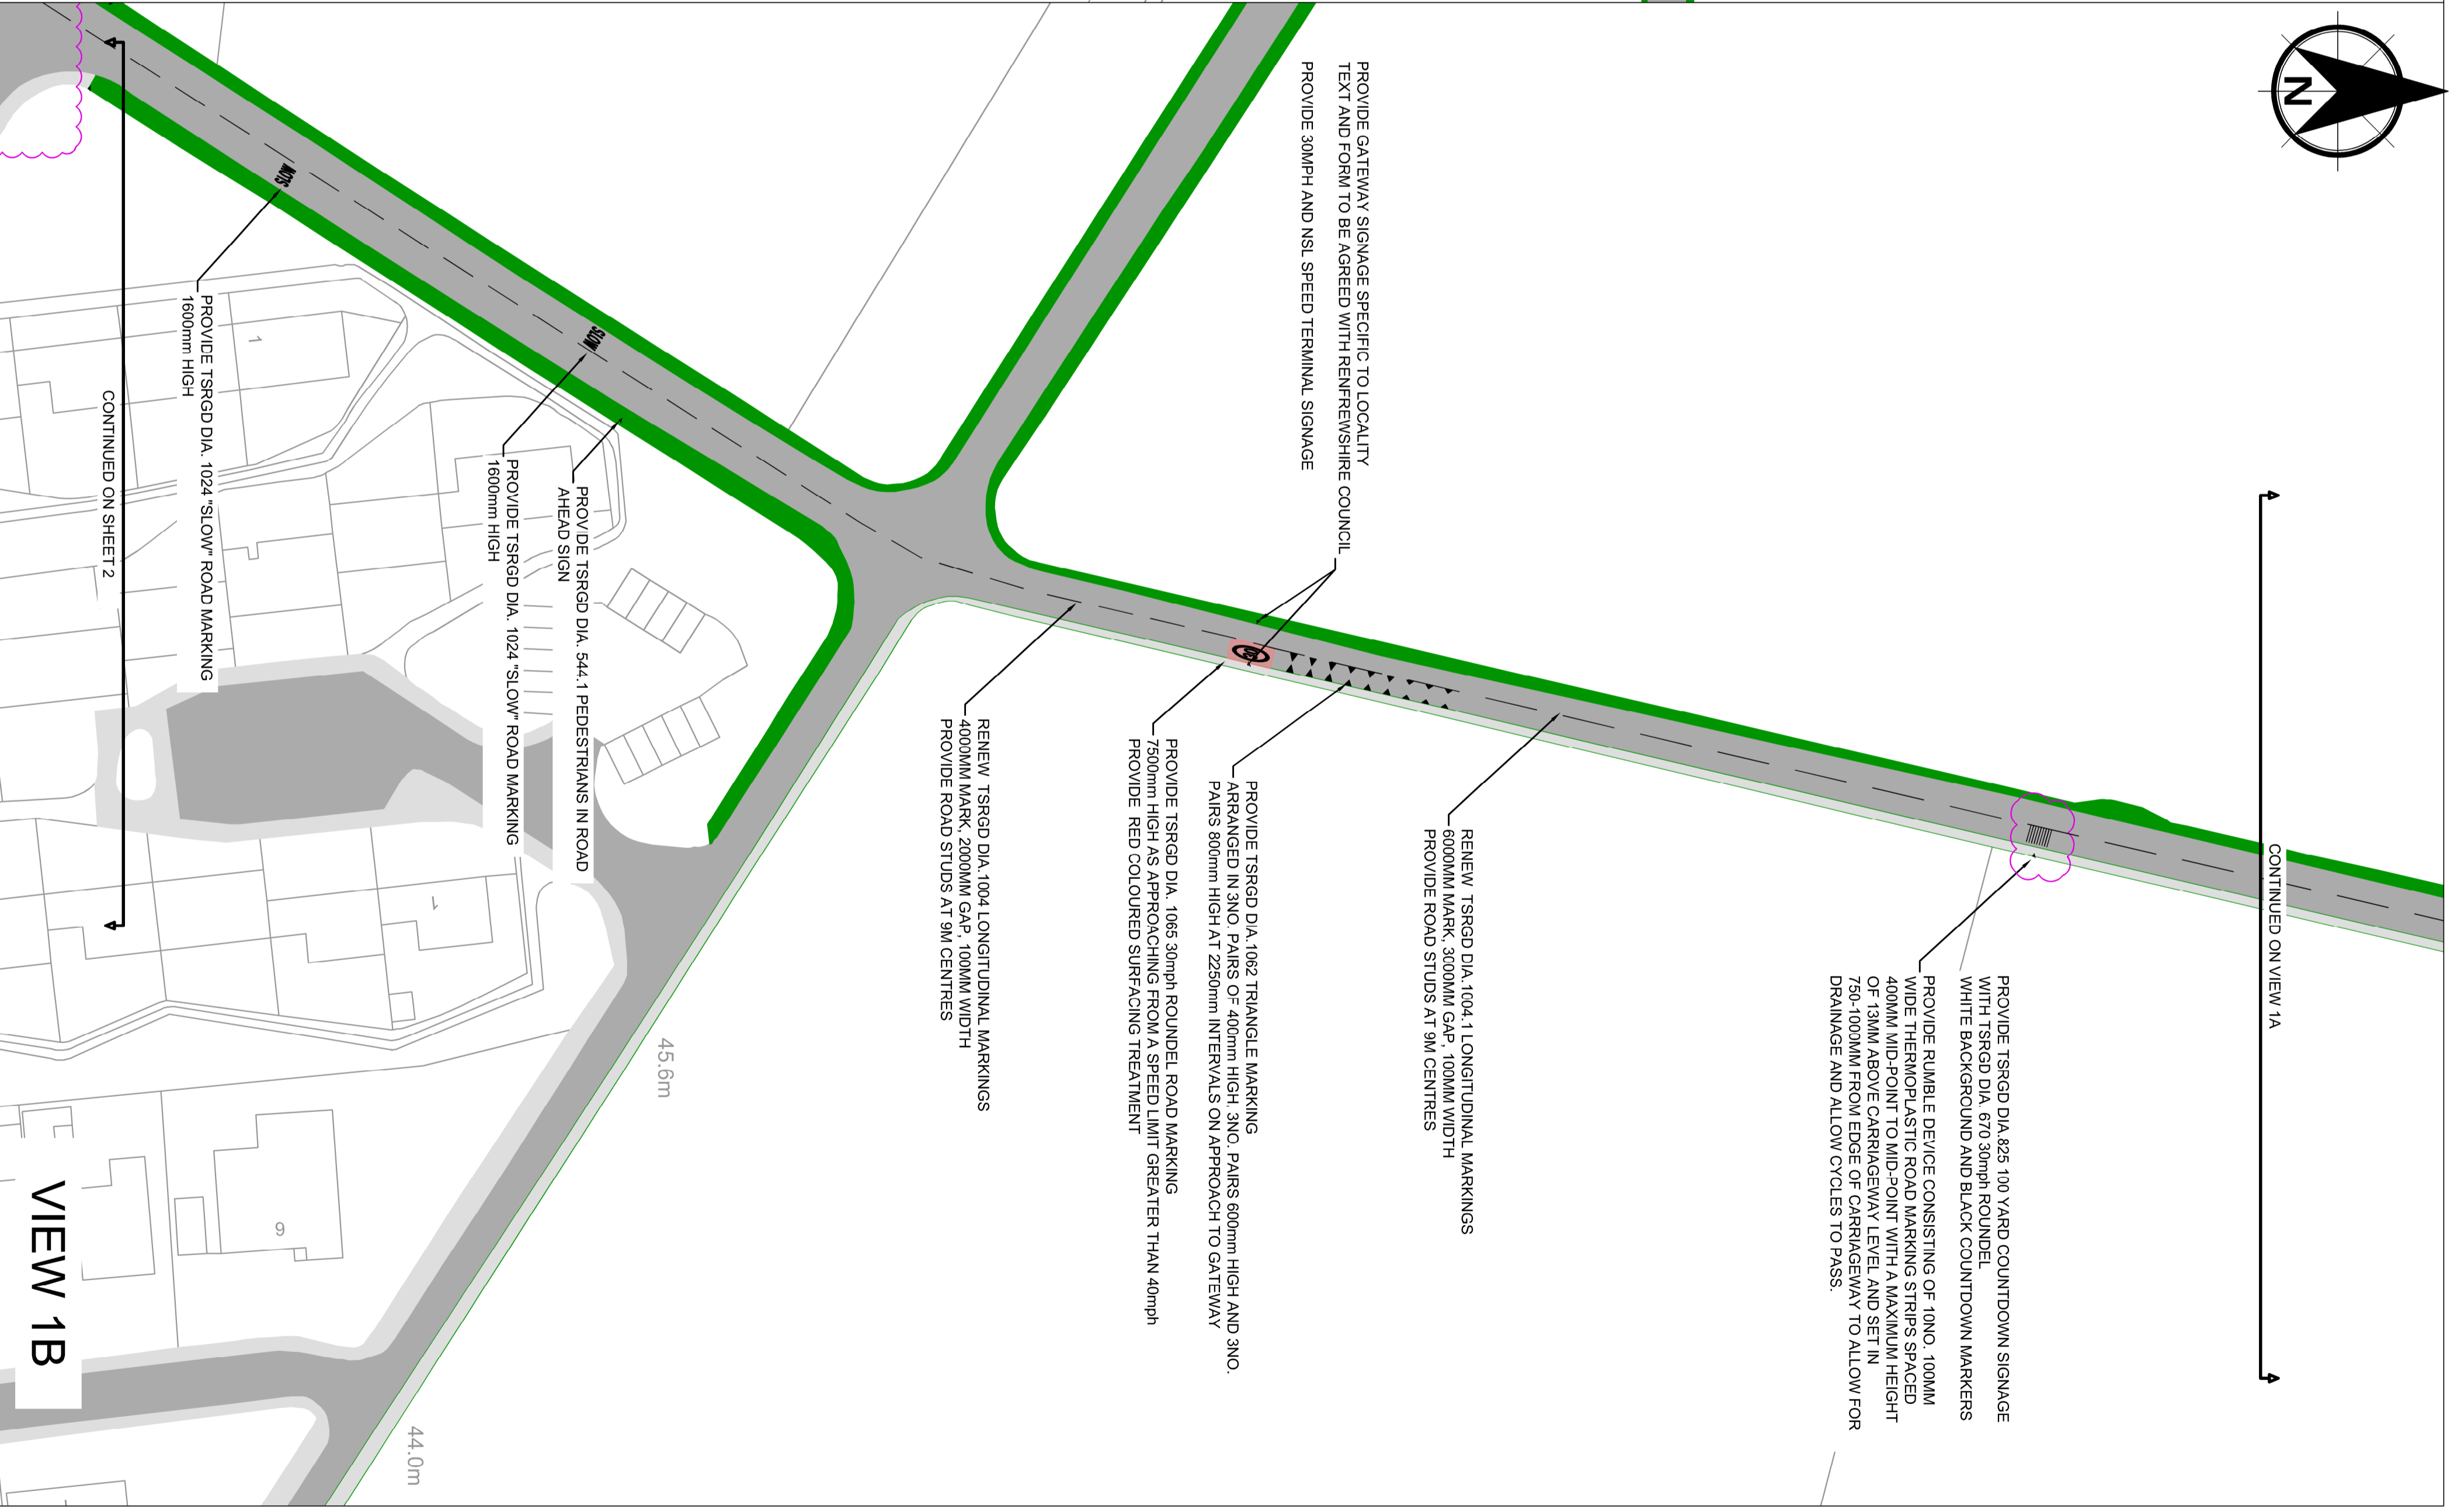 N
CONTINUED ON VIEW 1A
PROVIDE TSRGD DIA.825 100 YARD COUNTDOWN SIGNAGE
WITH TSRGD DIA. 670 30mph ROUNDEL
WHITE BACKGROUND AND BLACK COUNTDOWN MARKERS
PROVIDE RUMBLE DEVICE CONSISTING OF 10NO. 100MM
WIDE THERMOPLASTIC ROAD MARKING STRIPS SPACED
400MM MID-POINT TO MID-POINT WITH A MAXIMUM HEIGHT
OF 13MM ABOVE CARRIAGEWAY LEVEL AND SET IN
750-1000MM FROM EDGE OF CARRIAGEWAY TO ALLOW FOR
DRAINAGE AND ALLOW CYCLES TO PASS.
RENEW TSRGD DIA.1004.1 LONGITUDINAL MARKINGS
6000MM MARK, 3000MM GAP, 100MM WIDTH
PROVIDE ROAD STUDS AT 9M CENTRES
PROVIDE GATEWAY SIGNAGE SPECIFIC TO LOCALITY
TEXT AND FORM TO BE AGREED WITH RENFREWSHIRE COUNCIL
PROVIDE 30MPH AND NSL SPEED TERMINAL SIGNAGE
30
PROVIDE TSRGD DIA.1062 TRIANGLE MARKING
ARRANGED IN 3NO. PAIRS OF 400mm HIGH, 3NO. PAIRS 600mm HIGH AND 3NO.
PAIRS 800mm HIGH AT 2250mm INTERVALS ON APPROACH TO GATEWAY
PROVIDE TSRGD DIA. 1065 30mph ROUNDEL ROAD MARKING
7500mm HIGH AS APPROACHING FROM A SPEED LIMIT GREATER THAN 40mph
PROVIDE RED COLOURED SURFACING TREATMENT
RENEW TSRGD DIA.1004 LONGITUDINAL MARKINGS
4000MM MARK, 2000MM GAP, 100MM WIDTH
PROVIDE ROAD STUDS AT 9M CENTRES
45.6m
SLOW
PROVIDE TSRGD DIA. 544.1 PEDESTRIANS IN ROAD
AHEAD SIGN
PROVIDE TSRGD DIA. 1024 "SLOW" ROAD MARKING
1600mm HIGH
1
44.0m
SLOW
1
9
PROVIDE TSRGD DIA. 1024 "SLOW" ROAD MARKING
1600mm HIGH
CONTINUED ON SHEET 2
VIEW 1B